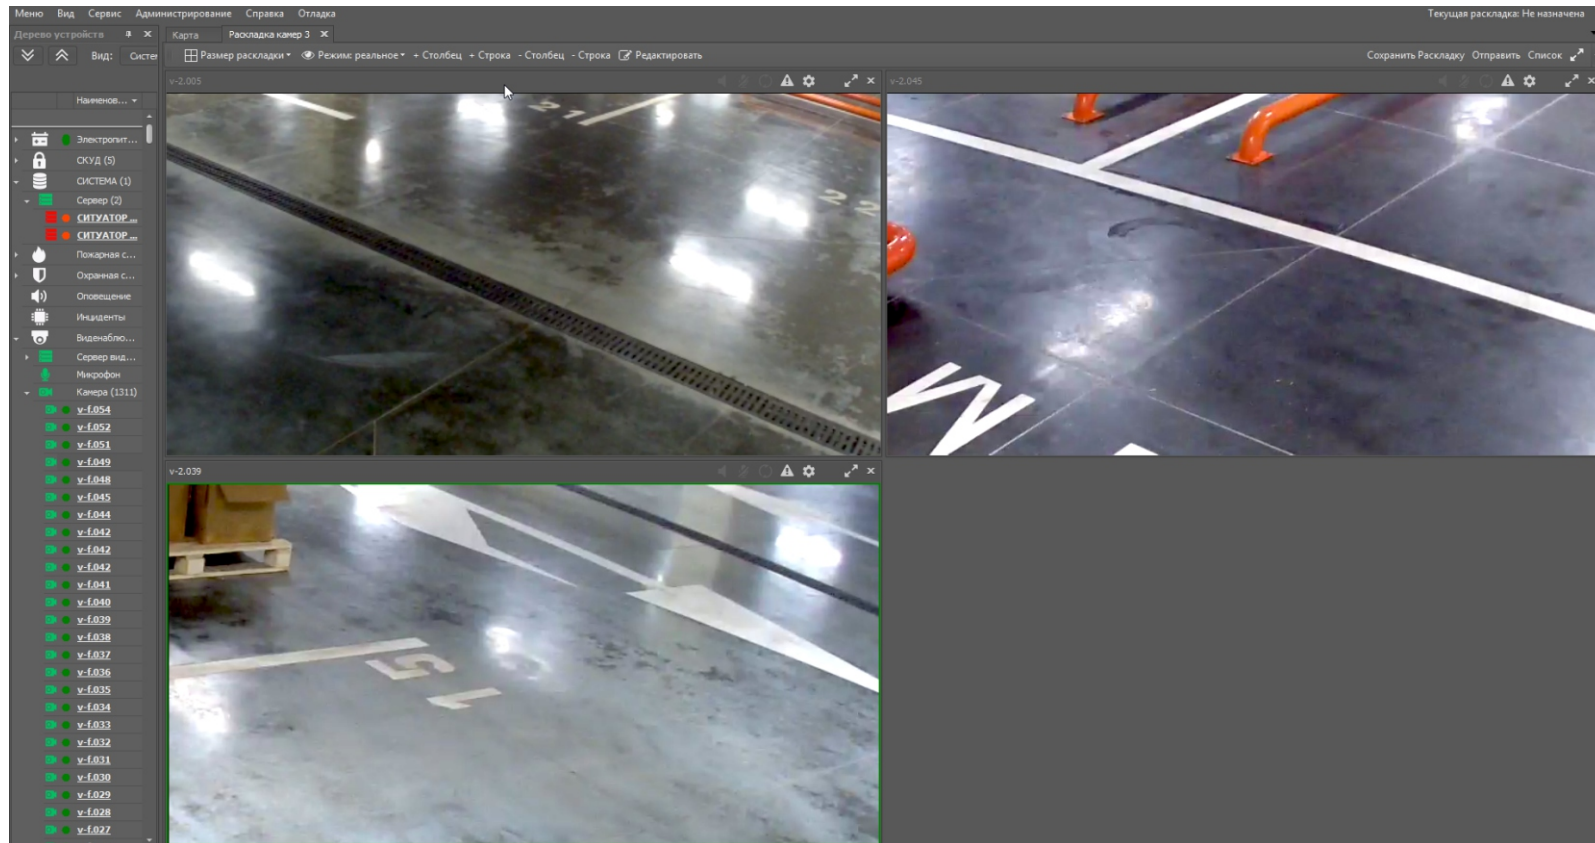 Меню Вид Сервис Администрирование Справка Отладка Текущая раскладка: Не назначена
Дерево устройств Карта Раскладка камер 3
Вид: Систе Размер раскладки Режим: реальное + Столбец + Строка - Столбец - Строка Редактировать Сохранить Раскладку Отправить Список
v-2.005 v-2.045
Наименов...
Электропит...
СКУД (5)
СИСТЕМА (1)
Сервер (2)
СИТУАТОР ...
СИТУАТОР ...
Пожарная с...
Охранная с...
Оповещение
Инциденты
Виденаблю...
Сервер вид...
Микрофон
Камера (1311)
v-f.054
v-f.052
v-f.051
v-f.049
v-f.048
v-f.045
v-f.044
v-f.042
v-f.042
v-f.042
v-f.041
v-f.040
v-f.039
v-f.038
v-f.037
v-f.036
v-f.035
v-f.034
v-f.033
v-f.032
v-f.031
v-f.030
v-f.029
v-f.028
v-f.027
21
22
М
v-2.039
51